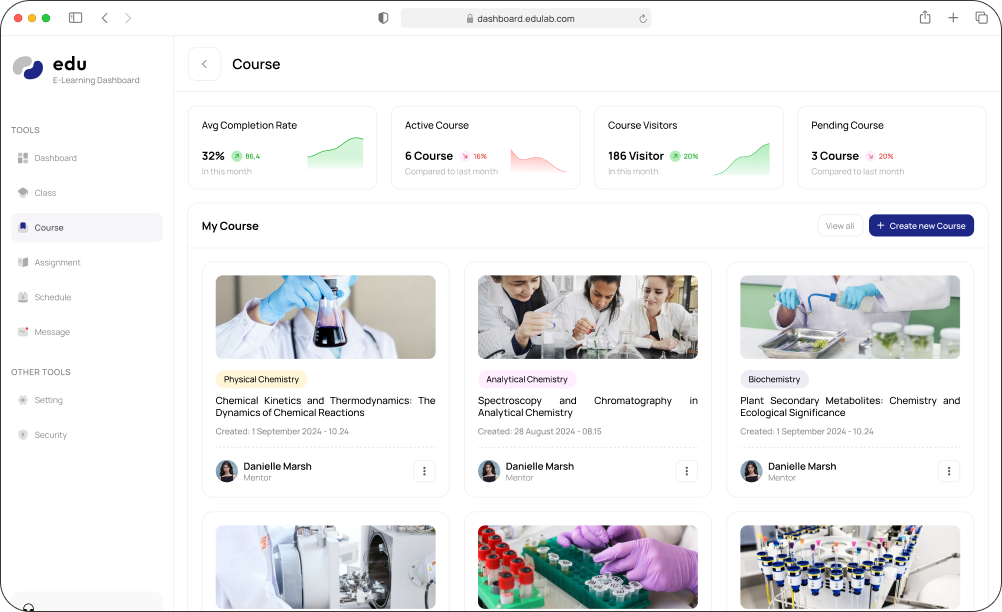 dashboard.edulab.com
edu
E-Learning Dashboard
Course
TOOLS
Dashboard
Class
Course
Assignment
Schedule
Message
OTHER TOOLS
Setting
Security
Avg Completion Rate
32% 86,4
In this month
Active Course
6 Course 16%
Compared to last month
Course Visitors
186 Visitor 20%
In this month
Pending Course
3 Course 20%
Compared to last month
My Course
View all
+ Create new Course
Physical Chemistry
Chemical Kinetics and Thermodynamics: The
Dynamics of Chemical Reactions
Created: 1 September 2024 - 10.24
Danielle Marsh
Mentor
Analytical Chemistry
Spectroscopy and Chromatography in
Analytical Chemistry
Created: 28 August 2024 - 08.15
Danielle Marsh
Mentor
Biochemistry
Plant Secondary Metabolites: Chemistry and
Ecological Significance
Created: 1 September 2024 - 10.24
Danielle Marsh
Mentor